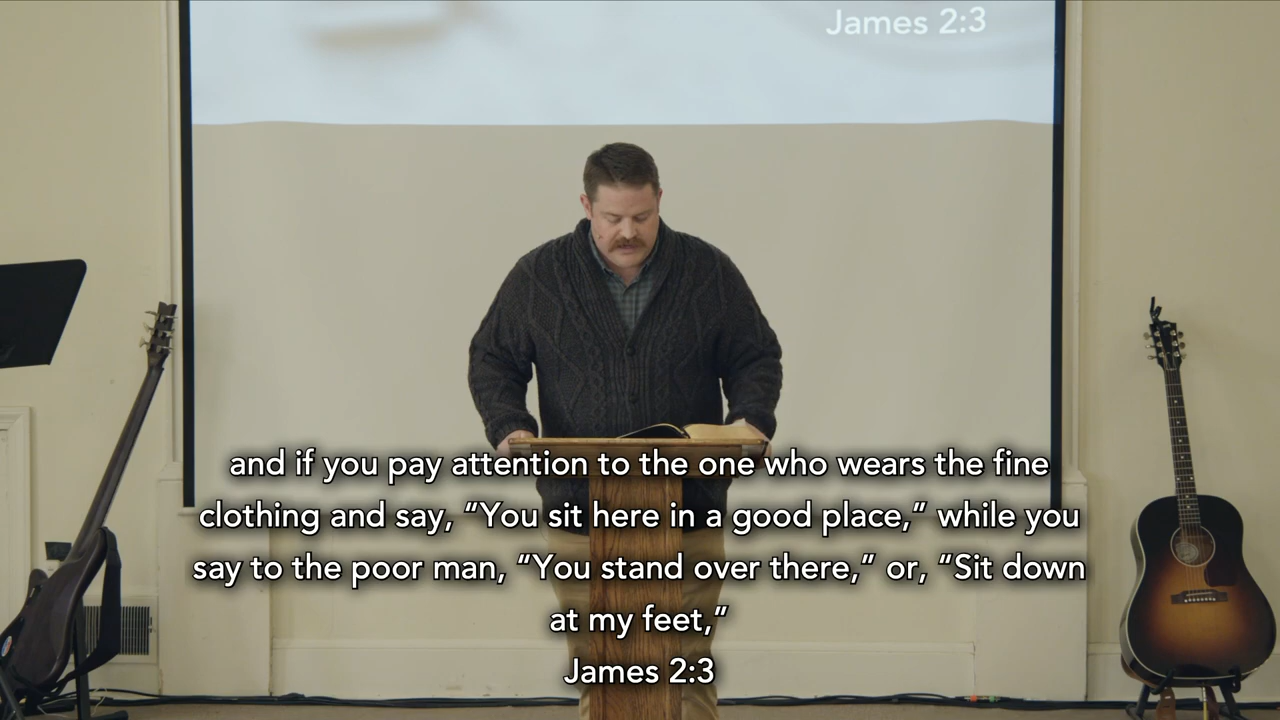 James 2:3
and if you pay attention to the one who wears the fine
clothing and say, “You sit here in a good place,” while you
say to the poor man, “You stand over there,” or, “Sit down
at my feet,”
James 2:3